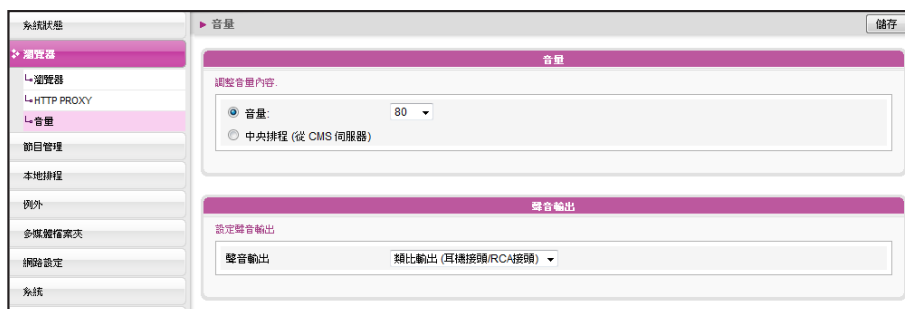 系統狀態
瀏覽器
瀏覽器
HTTP PROXY
音量
節目管理
本地排程
例外
多媒體檔案夾
網路設定
系統
音量
儲存
音量
調整音量內容.
音量:
80
中央排程 (從 CMS 伺服器)
聲音輸出
設定聲音輸出
聲音輸出
類比輸出 (耳機接頭/RCA接頭)